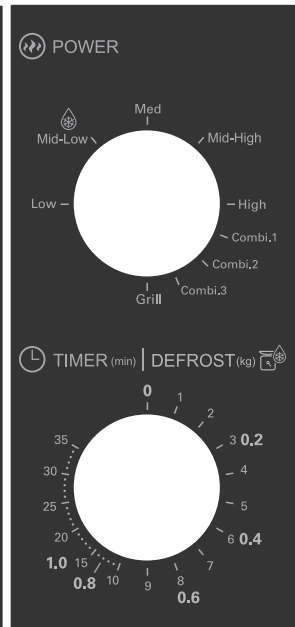 POWER
Med
Mid-Low
Mid-High
Low
High
Combi.1
Combi.2
Combi.3
Grill
TIMER (min) | DEFROST (kg)
0
1
2
3 0.2
4
5
6 0.4
7
8
0.6
9
10
0.8
15
1.0
20
25
30
35